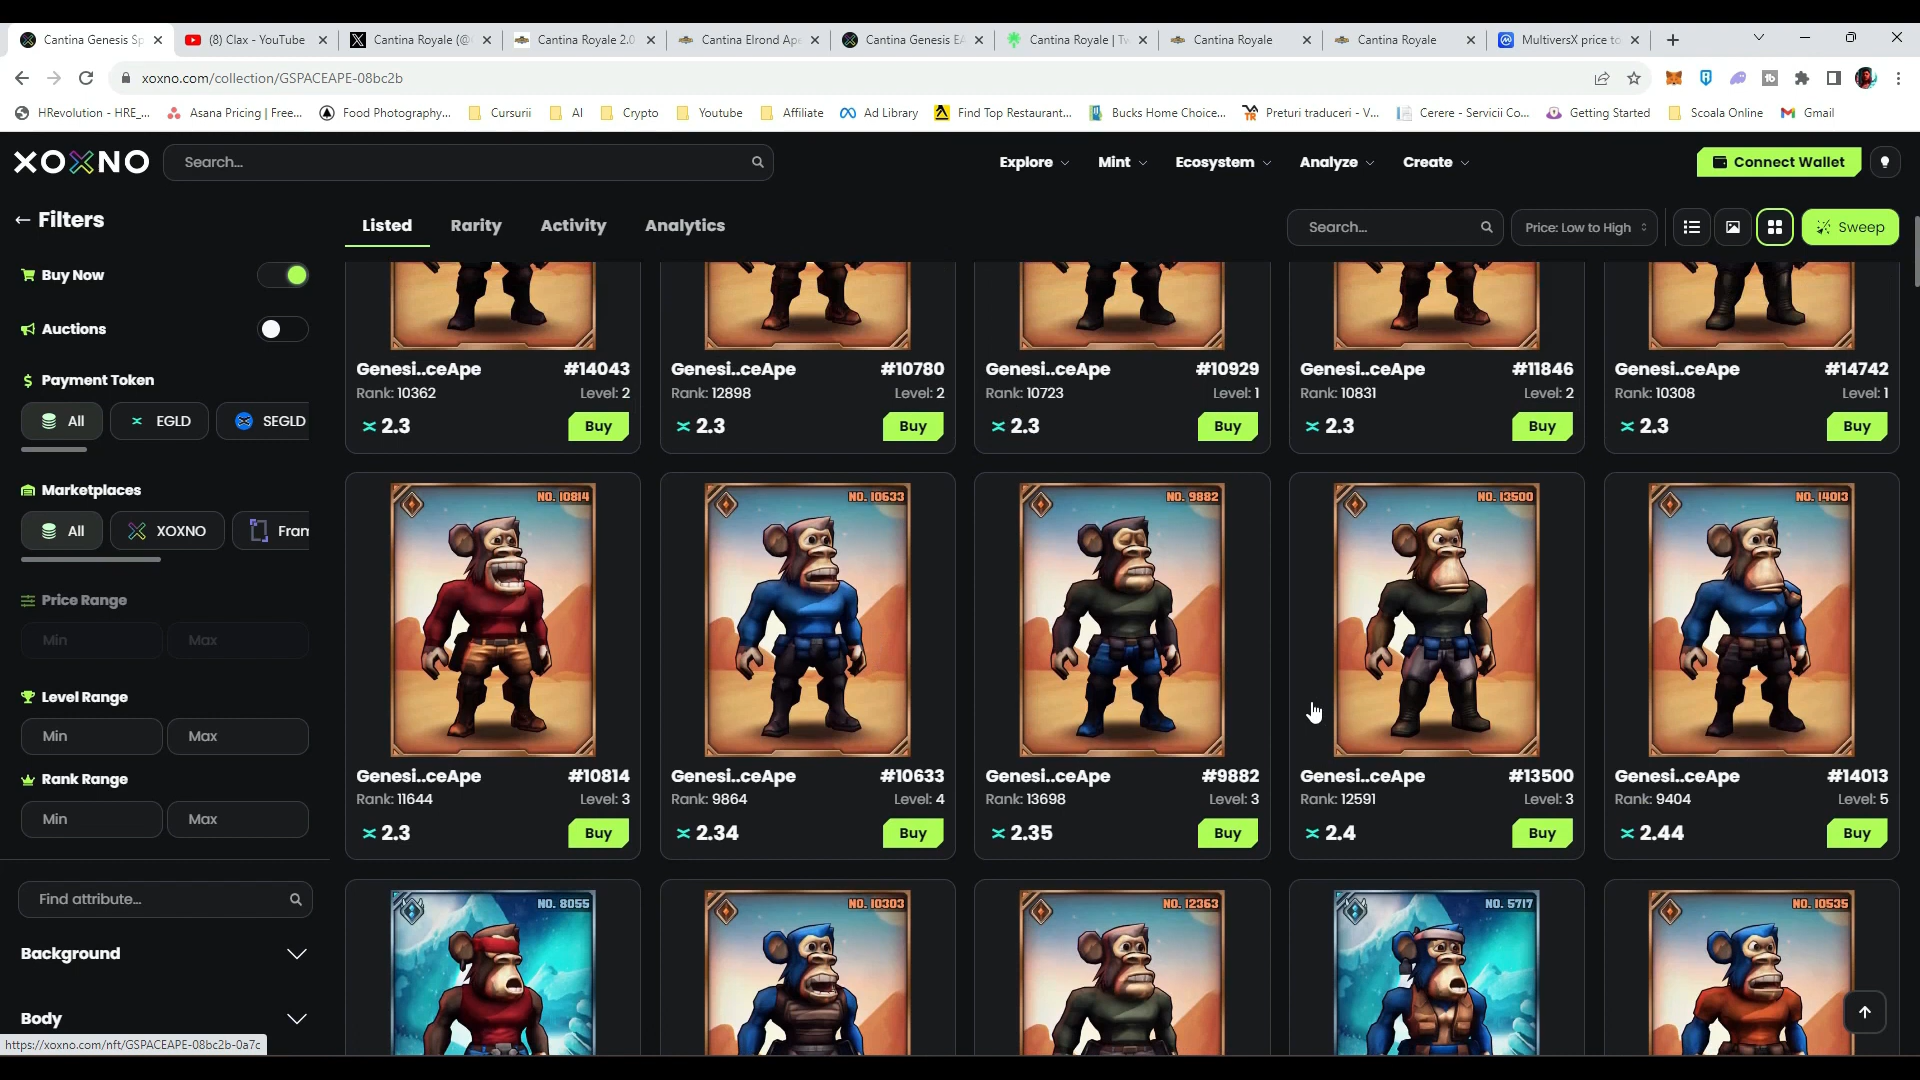 Cantina Genesis Sp
(8) Clax - YouTube
Cantina Royale (@
Cantina Royale 2.0
Cantina Elrond Ape
Cantina Genesis EA
Cantina Royale | Tw
Cantina Royale
Cantina Royale
MultiversX price to
xoxno.com/collection/GSPACEAPE-08bc2b
HRevolution - HRE_...
Asana Pricing | Free...
Food Photography...
Cursurii
AI
Crypto
Youtube
Affiliate
Ad Library
Find Top Restaurant...
Bucks Home Choice...
Preturi traduceri - V...
Cerere - Servicii Co...
Getting Started
Scoala Online
Gmail
XOXNO
Search...
Explore
Mint
Ecosystem
Analyze
Create
Connect Wallet
← Filters
Listed
Rarity
Activity
Analytics
Search...
Price: Low to High
Sweep
Buy Now
Auctions
Payment Token
All
EGLD
SEGLD
Marketplaces
All
XOXNO
Fram
Price Range
Min
Max
Level Range
Min
Max
Rank Range
Min
Max
Find attribute...
Background
Body
https://xoxno.com/nft/GSPACEAPE-08bc2b-0a7c
Genesi..ceApe #14043
Rank: 10362 Level: 2
2.3 Buy
Genesi..ceApe #10780
Rank: 12898 Level: 2
2.3 Buy
Genesi..ceApe #10929
Rank: 10723 Level: 1
2.3 Buy
Genesi..ceApe #11846
Rank: 10831 Level: 2
2.3 Buy
Genesi..ceApe #14742
Rank: 10308 Level: 1
2.3 Buy
NO. 10814
Genesi..ceApe #10814
Rank: 11644 Level: 3
2.3 Buy
NO. 10633
Genesi..ceApe #10633
Rank: 9864 Level: 4
2.34 Buy
NO. 9882
Genesi..ceApe #9882
Rank: 13698 Level: 3
2.35 Buy
NO. 13500
Genesi..ceApe #13500
Rank: 12591 Level: 3
2.4 Buy
NO. 14013
Genesi..ceApe #14013
Rank: 9404 Level: 5
2.44 Buy
NO. 8055
NO. 10303
NO. 12363
NO. 5717
NO. 10535